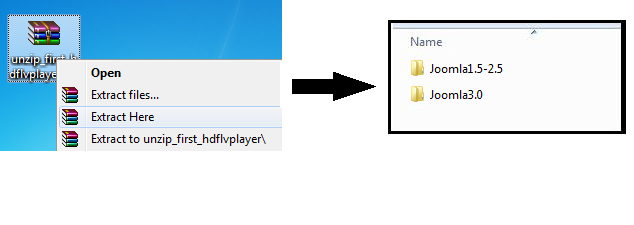 unzip_first_h
dflvplayer
Open
Extract files...
Extract Here
Extract to unzip_first_hdflvplayer\
Name
Joomla1.5-2.5
Joomla3.0